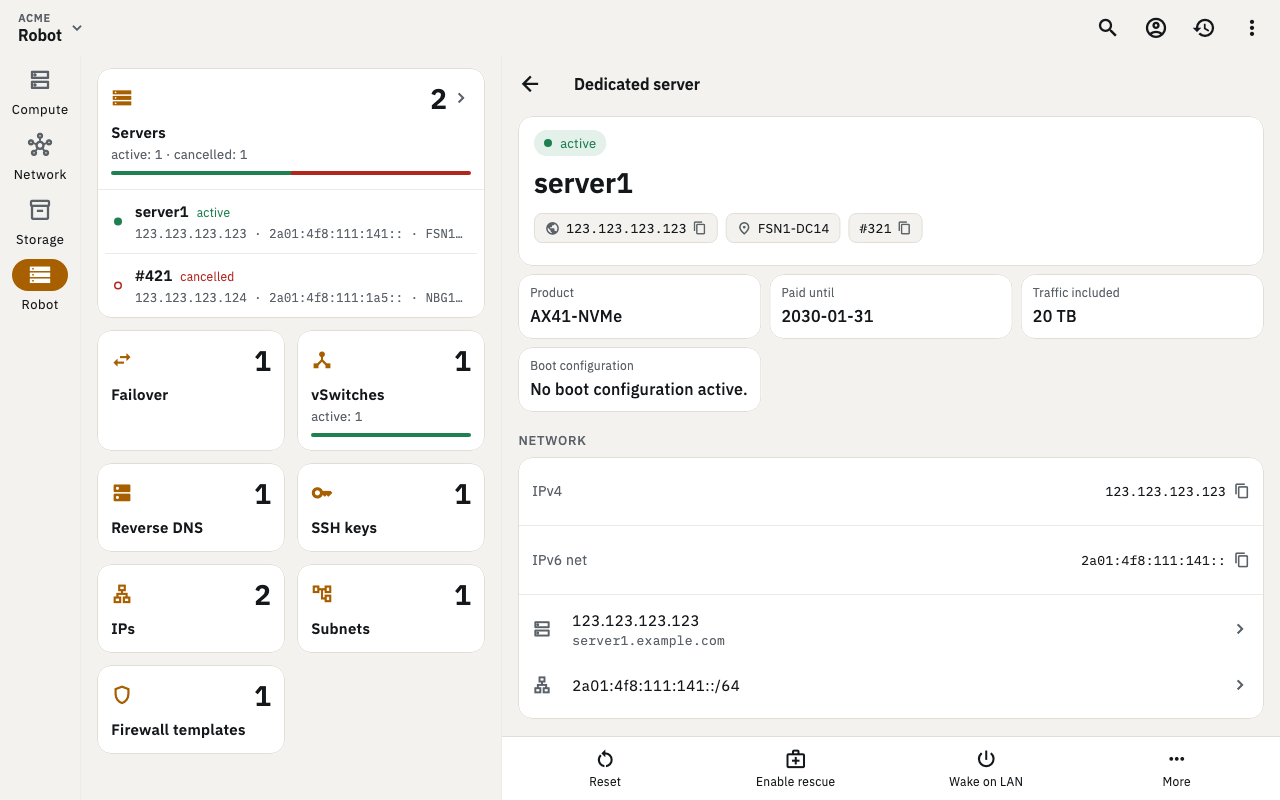 ACME
Robot
Compute
Network
Storage
Robot
2
Servers
active: 1 · cancelled: 1
server1 active
123.123.123.123 · 2a01:4f8:111:141:: · FSN1…
#421 cancelled
123.123.123.124 · 2a01:4f8:111:1a5:: · NBG1…
1
Failover
1
vSwitches
active: 1
1
Reverse DNS
1
SSH keys
2
IPs
1
Subnets
1
Firewall templates
Dedicated server
active
server1
123.123.123.123
FSN1-DC14
#321
Product
AX41-NVMe
Paid until
2030-01-31
Traffic included
20 TB
Boot configuration
No boot configuration active.
NETWORK
IPv4 123.123.123.123
IPv6 net 2a01:4f8:111:141::
123.123.123.123
server1.example.com
2a01:4f8:111:141::/64
Reset
Enable rescue
Wake on LAN
More